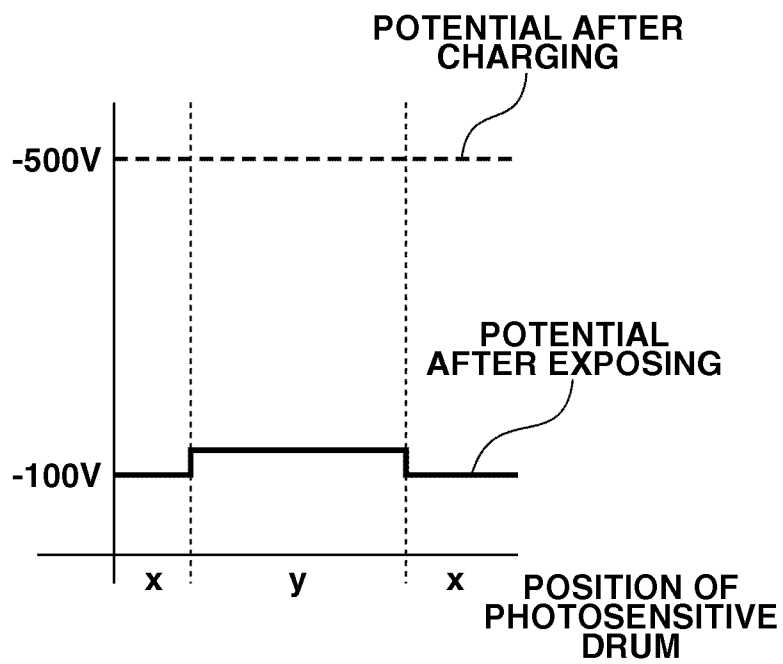 POTENTIAL AFTER
CHARGING
-500V
POTENTIAL
AFTER EXPOSING
-100V
x
y
x
POSITION OF
PHOTOSENSITIVE
DRUM